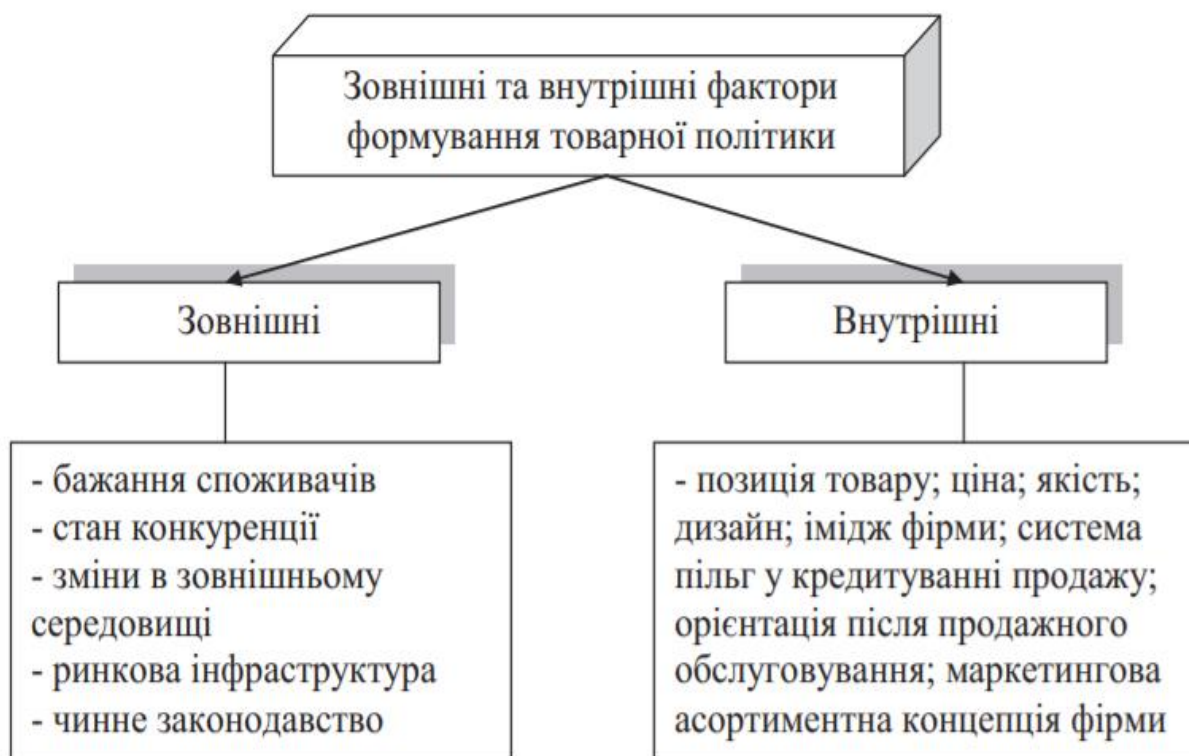 Зовнішні та внутрішні фактори
формування товарної політики
Зовнішні
Внутрішні
- бажання споживачів
- стан конкуренції
- зміни в зовнішньому
середовищі
- ринкова інфраструктура
- чинне законодавство
- позиція товару; ціна; якість;
дизайн; імідж фірми; система
пільг у кредитуванні продажу;
орієнтація після продажного
обслуговування; маркетингова
асортиментна концепція фірми